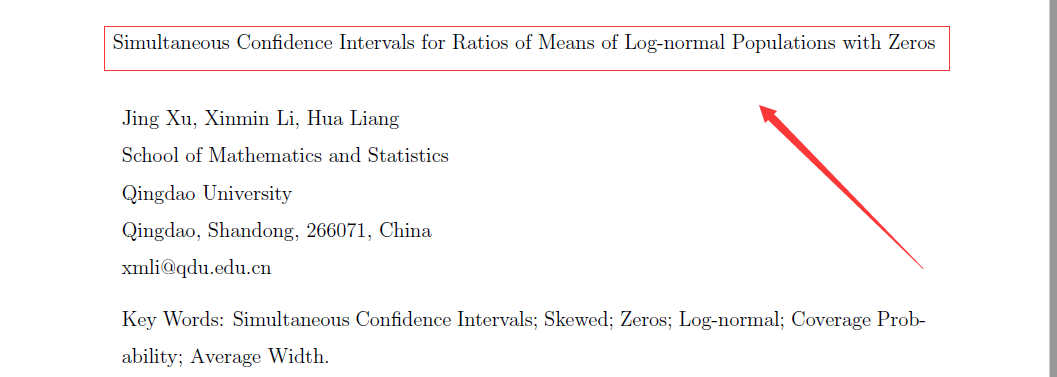 Simultaneous Confidence Intervals for Ratios of Means of Log-normal Populations with Zeros
Jing Xu, Xinmin Li, Hua Liang
School of Mathematics and Statistics
Qingdao University
Qingdao, Shandong, 266071, China
xmli@qdu.edu.cn
Key Words: Simultaneous Confidence Intervals; Skewed; Zeros; Log-normal; Coverage Prob-
ability; Average Width.